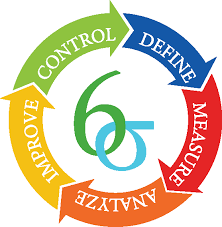 DEFINE
MEASURE
ANALYZE
IMPROVE
CONTROL
6σ